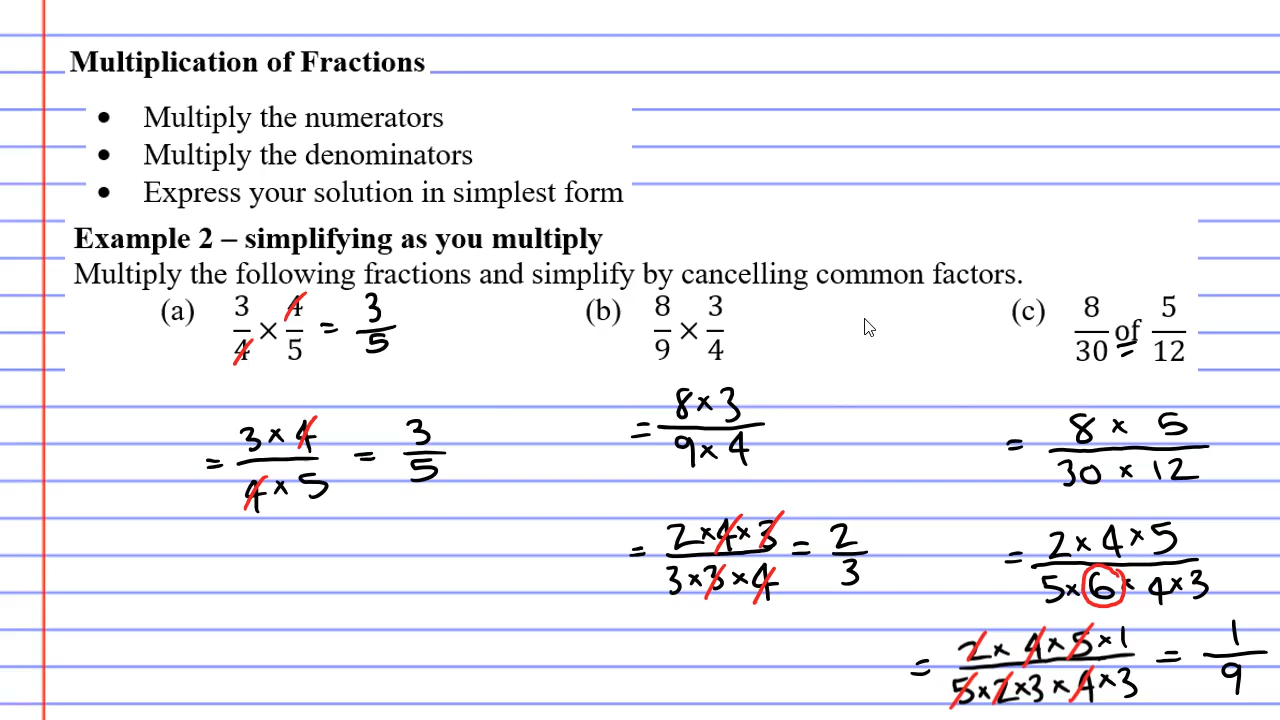 Multiplication of Fractions
• Multiply the numerators
• Multiply the denominators
• Express your solution in simplest form
Example 2 – simplifying as you multiply
Multiply the following fractions and simplify by cancelling common factors.
(a) 3/4 × 4/5 = 3/5
= (3 × 4)/(4 × 5) = 3/5
(b) 8/9 × 3/4
= (8 × 3)/(9 × 4)
= (2 × 4 × 3)/(3 × 3 × 4) = 2/3
(c) 8/30 of 5/12
= (8 × 5)/(30 × 12)
= (2 × 4 × 5)/(5 × 6 × 4 × 3)
= (2 × 4 × 5 × 1)/(5 × 2 × 3 × 4 × 3) = 1/9